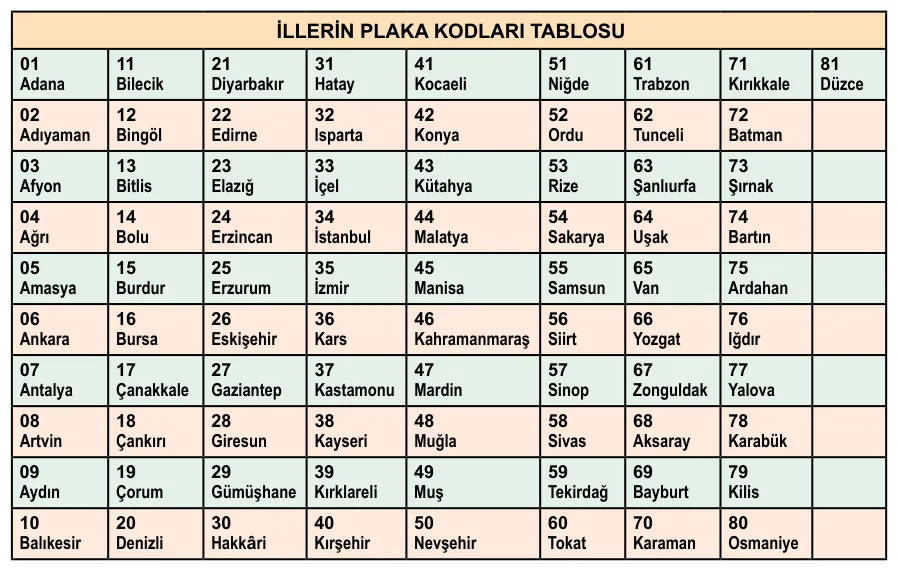 İLLERİN PLAKA KODLARI TABLOSU
01 11 21 31 41 51 61 71 81
Adana Bilecik Diyarbakır Hatay Kocaeli Niğde Trabzon Kırıkkale Düzce
02 12 22 32 42 52 62 72
Adıyaman Bingöl Edirne Isparta Konya Ordu Tunceli Batman
03 13 23 33 43 53 63 73
Afyon Bitlis Elazığ İçel Kütahya Rize Şanlıurfa Şırnak
04 14 24 34 44 54 64 74
Ağrı Bolu Erzincan İstanbul Malatya Sakarya Uşak Bartın
05 15 25 35 45 55 65 75
Amasya Burdur Erzurum İzmir Manisa Samsun Van Ardahan
06 16 26 36 46 56 66 76
Ankara Bursa Eskişehir Kars Kahramanmaraş Siirt Yozgat Iğdır
07 17 27 37 47 57 67 77
Antalya Çanakkale Gaziantep Kastamonu Mardin Sinop Zonguldak Yalova
08 18 28 38 48 58 68 78
Artvin Çankırı Giresun Kayseri Muğla Sivas Aksaray Karabük
09 19 29 39 49 59 69 79
Aydın Çorum Gümüşhane Kırklareli Muş Tekirdağ Bayburt Kilis
10 20 30 40 50 60 70 80
Balıkesir Denizli Hakkâri Kırşehir Nevşehir Tokat Karaman Osmaniye